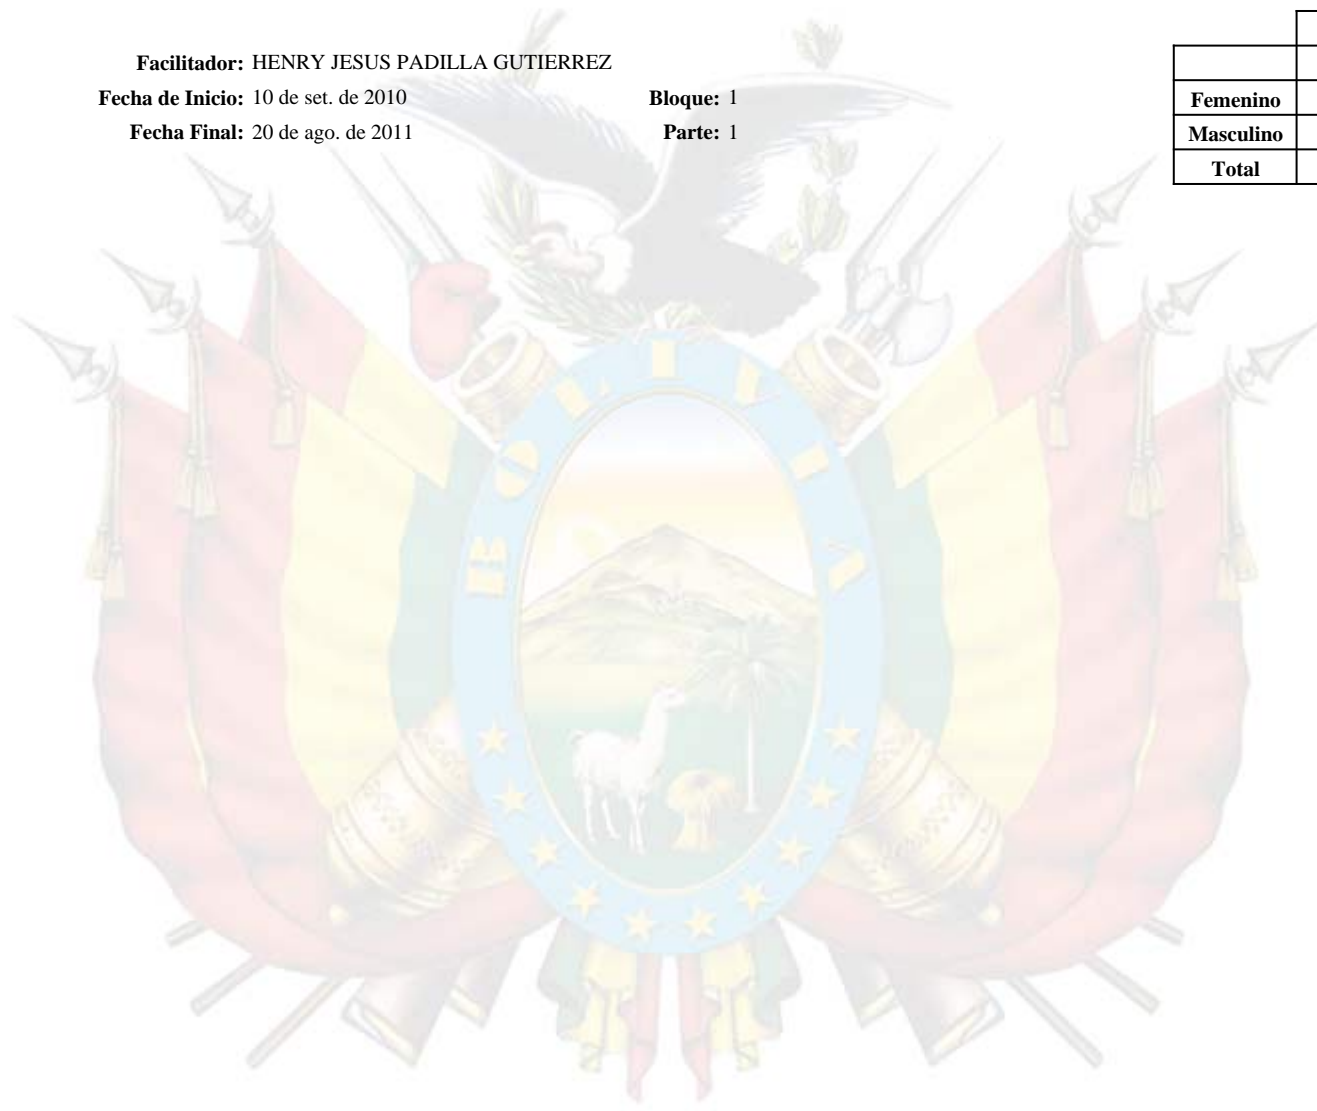 Facilitador: HENRY JESUS PADILLA GUTIERREZ
Fecha de Inicio: 10 de set. de 2010 Bloque: 1
Fecha Final: 20 de ago. de 2011 Parte: 1
Femenino
Masculino
Total
BOLIVIA